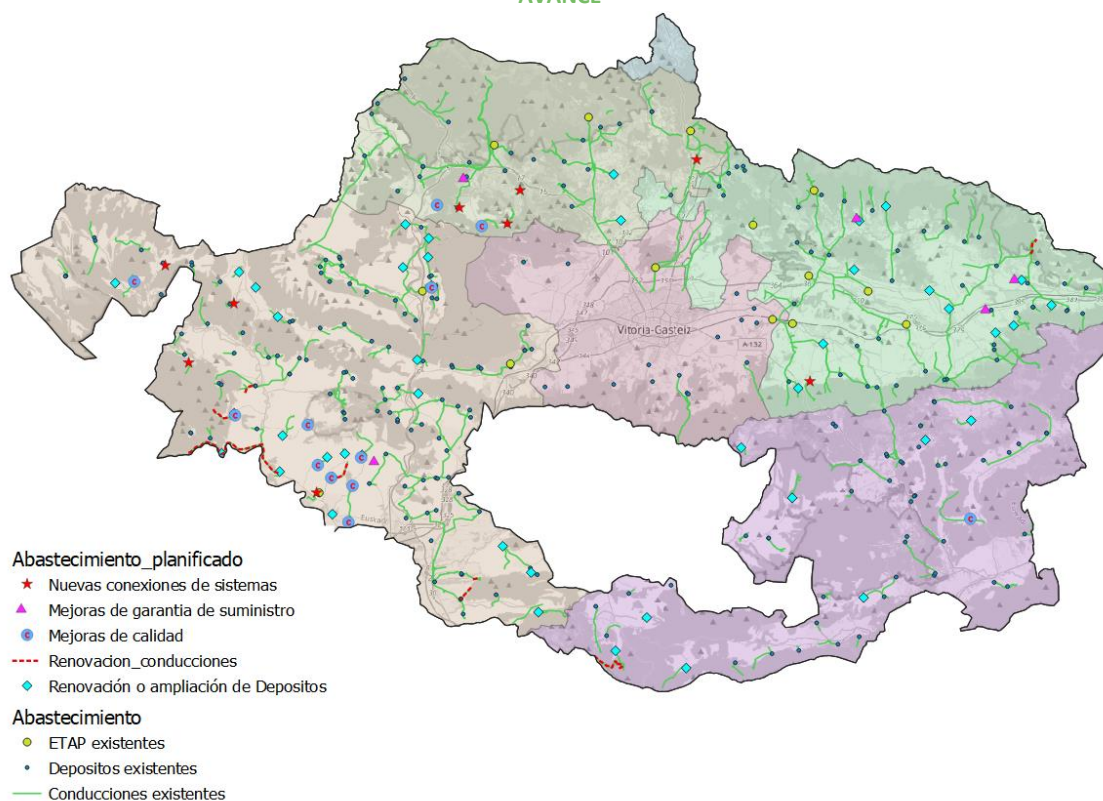 AVANCE
Vitoria-Gasteiz
132
Abastecimiento_planificado
Nuevas conexiones de sistemas
Mejoras de garantia de suministro
Mejoras de calidad
Renovacion_conducciones
Renovación o ampliación de Depositos
Abastecimiento
ETAP existentes
Depositos existentes
Conducciones existentes